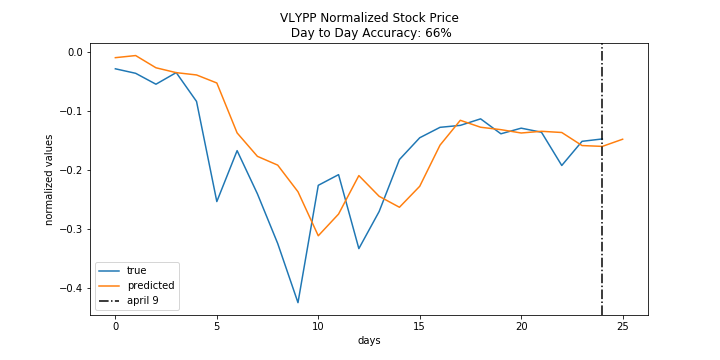 VLYPP Normalized Stock Price
Day to Day Accuracy: 66%
normalized values
0.0
−0.1
−0.2
−0.3
−0.4
true
predicted
april 9
0 5 10 15 20 25
days